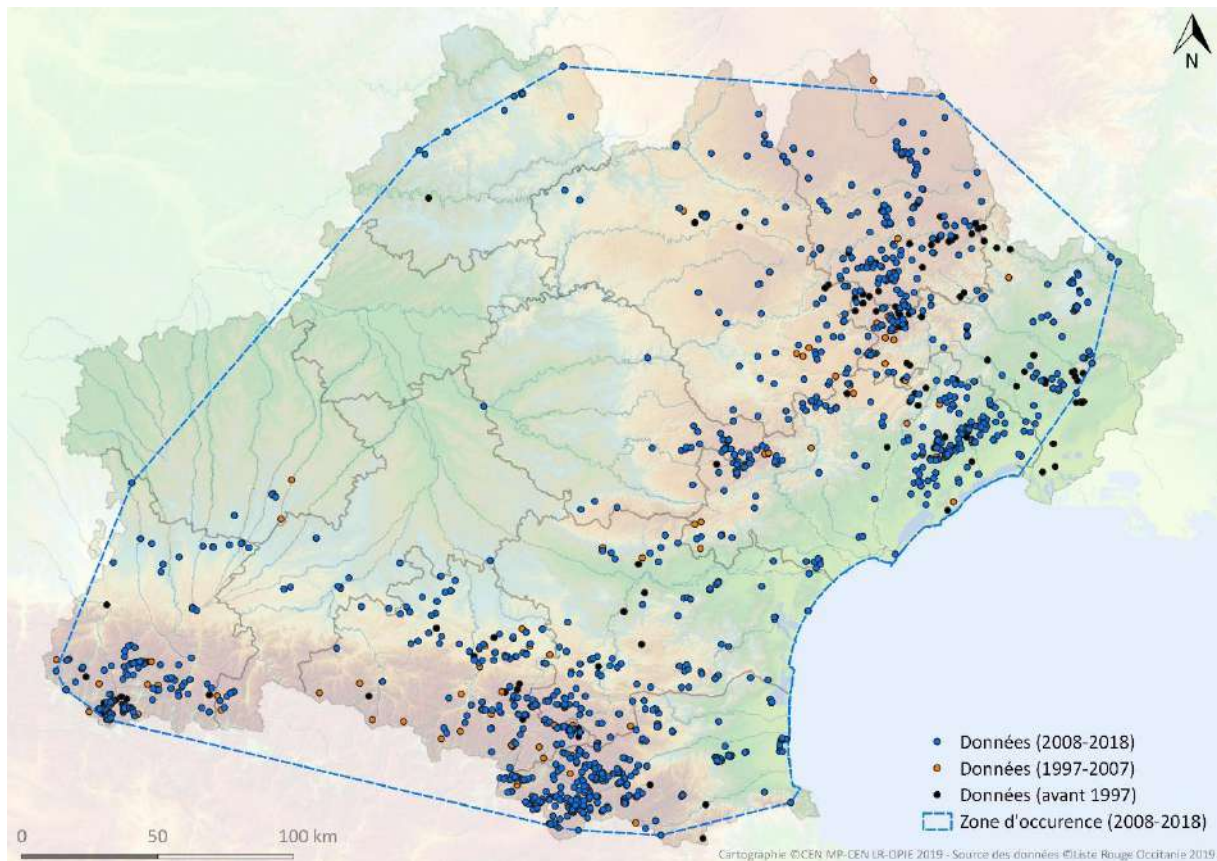 N
Données (2008-2018)
Données (1997-2007)
Données (avant 1997)
Zone d'occurence (2008-2018)
0 50 100 km
Cartographie ©CEN MP-CEN LR-OPIE 2019 - Source des données ©Liste Rouge Occitanie 2019